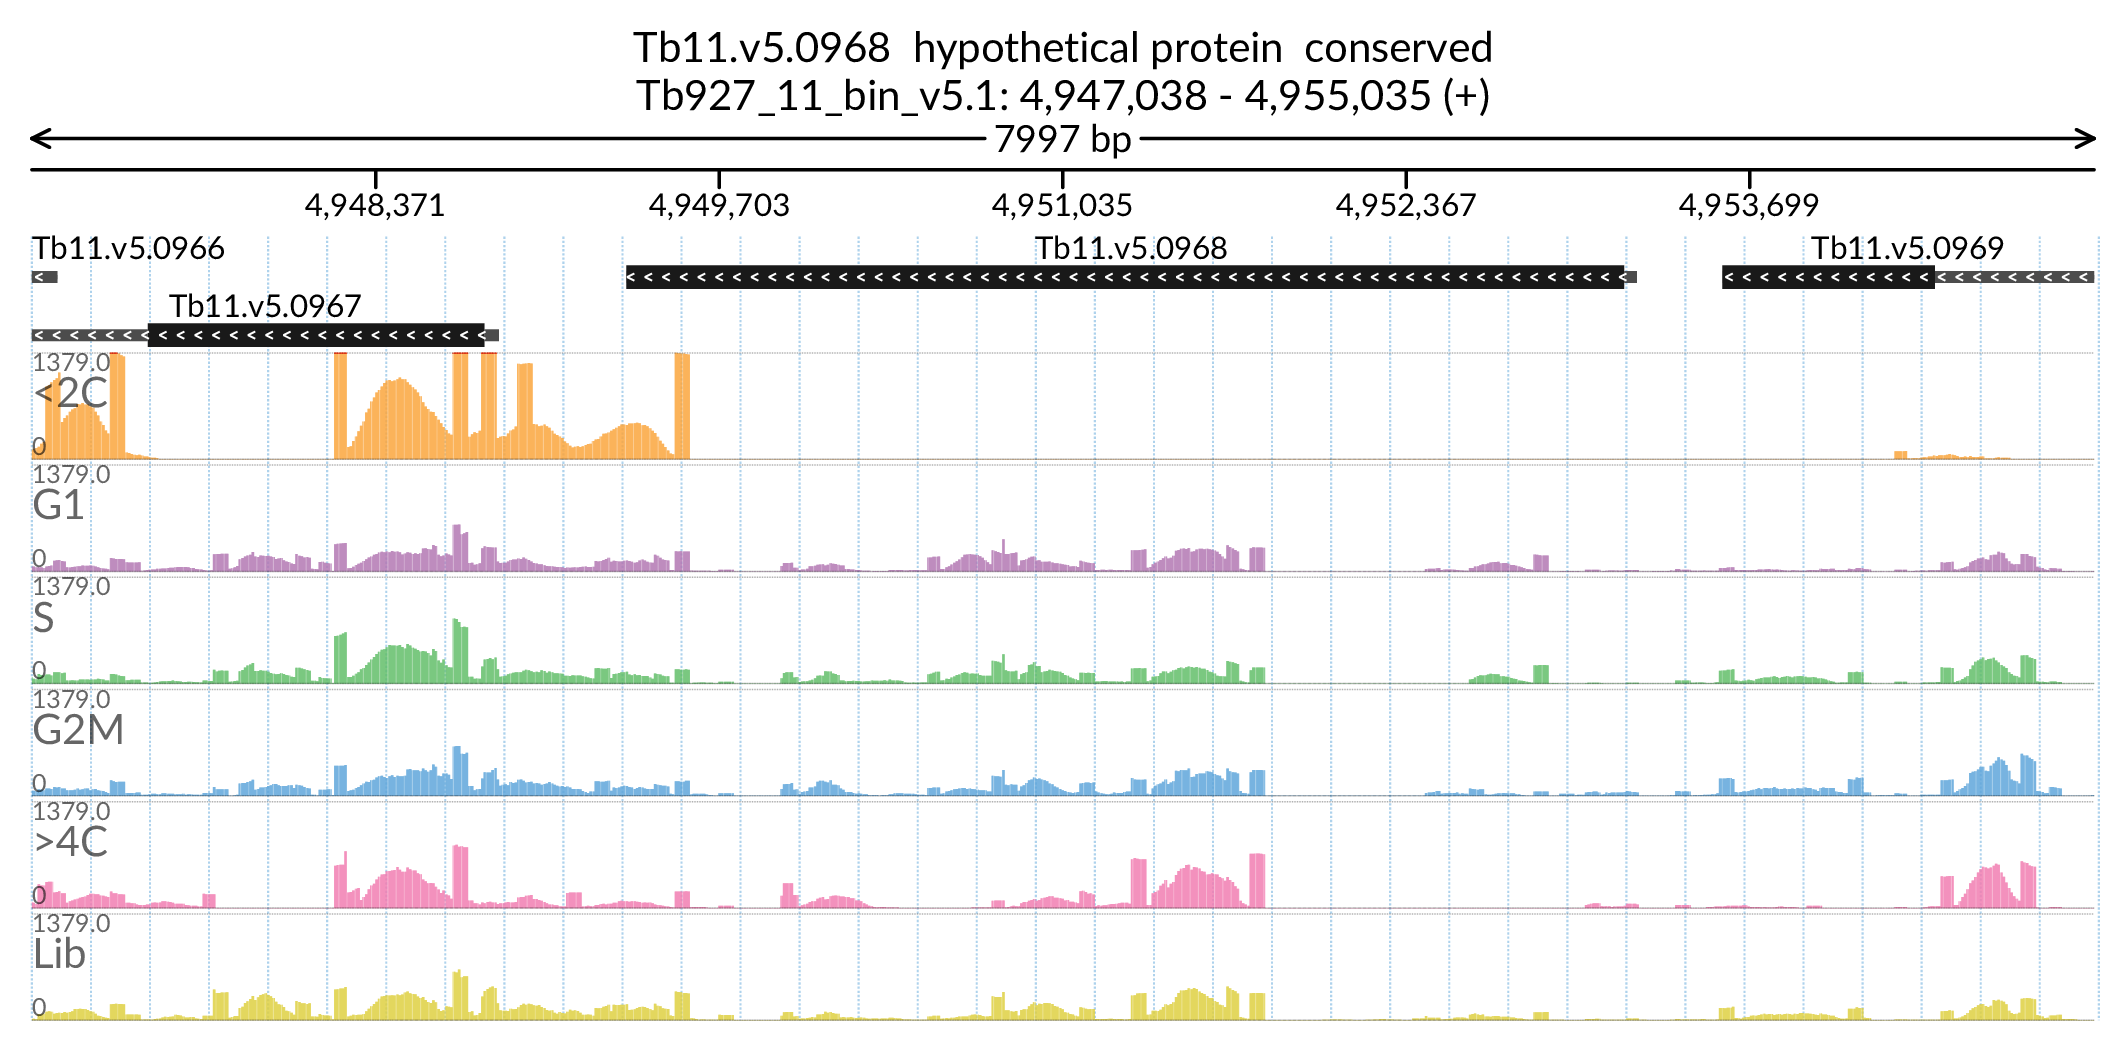 Tb11.v5.0968 hypothetical protein conserved
Tb927_11_bin_v5.1: 4,947,038 - 4,955,035 (+)
7997 bp
4,948,371 4,949,703 4,951,035 4,952,367 4,953,699
Tb11.v5.0966 Tb11.v5.0968 Tb11.v5.0969
Tb11.v5.0967
1379.0
<2C
0
1379.0
G1
0
1379.0
S
0
1379.0
G2M
0
1379.0
>4C
0
1379.0
Lib
0